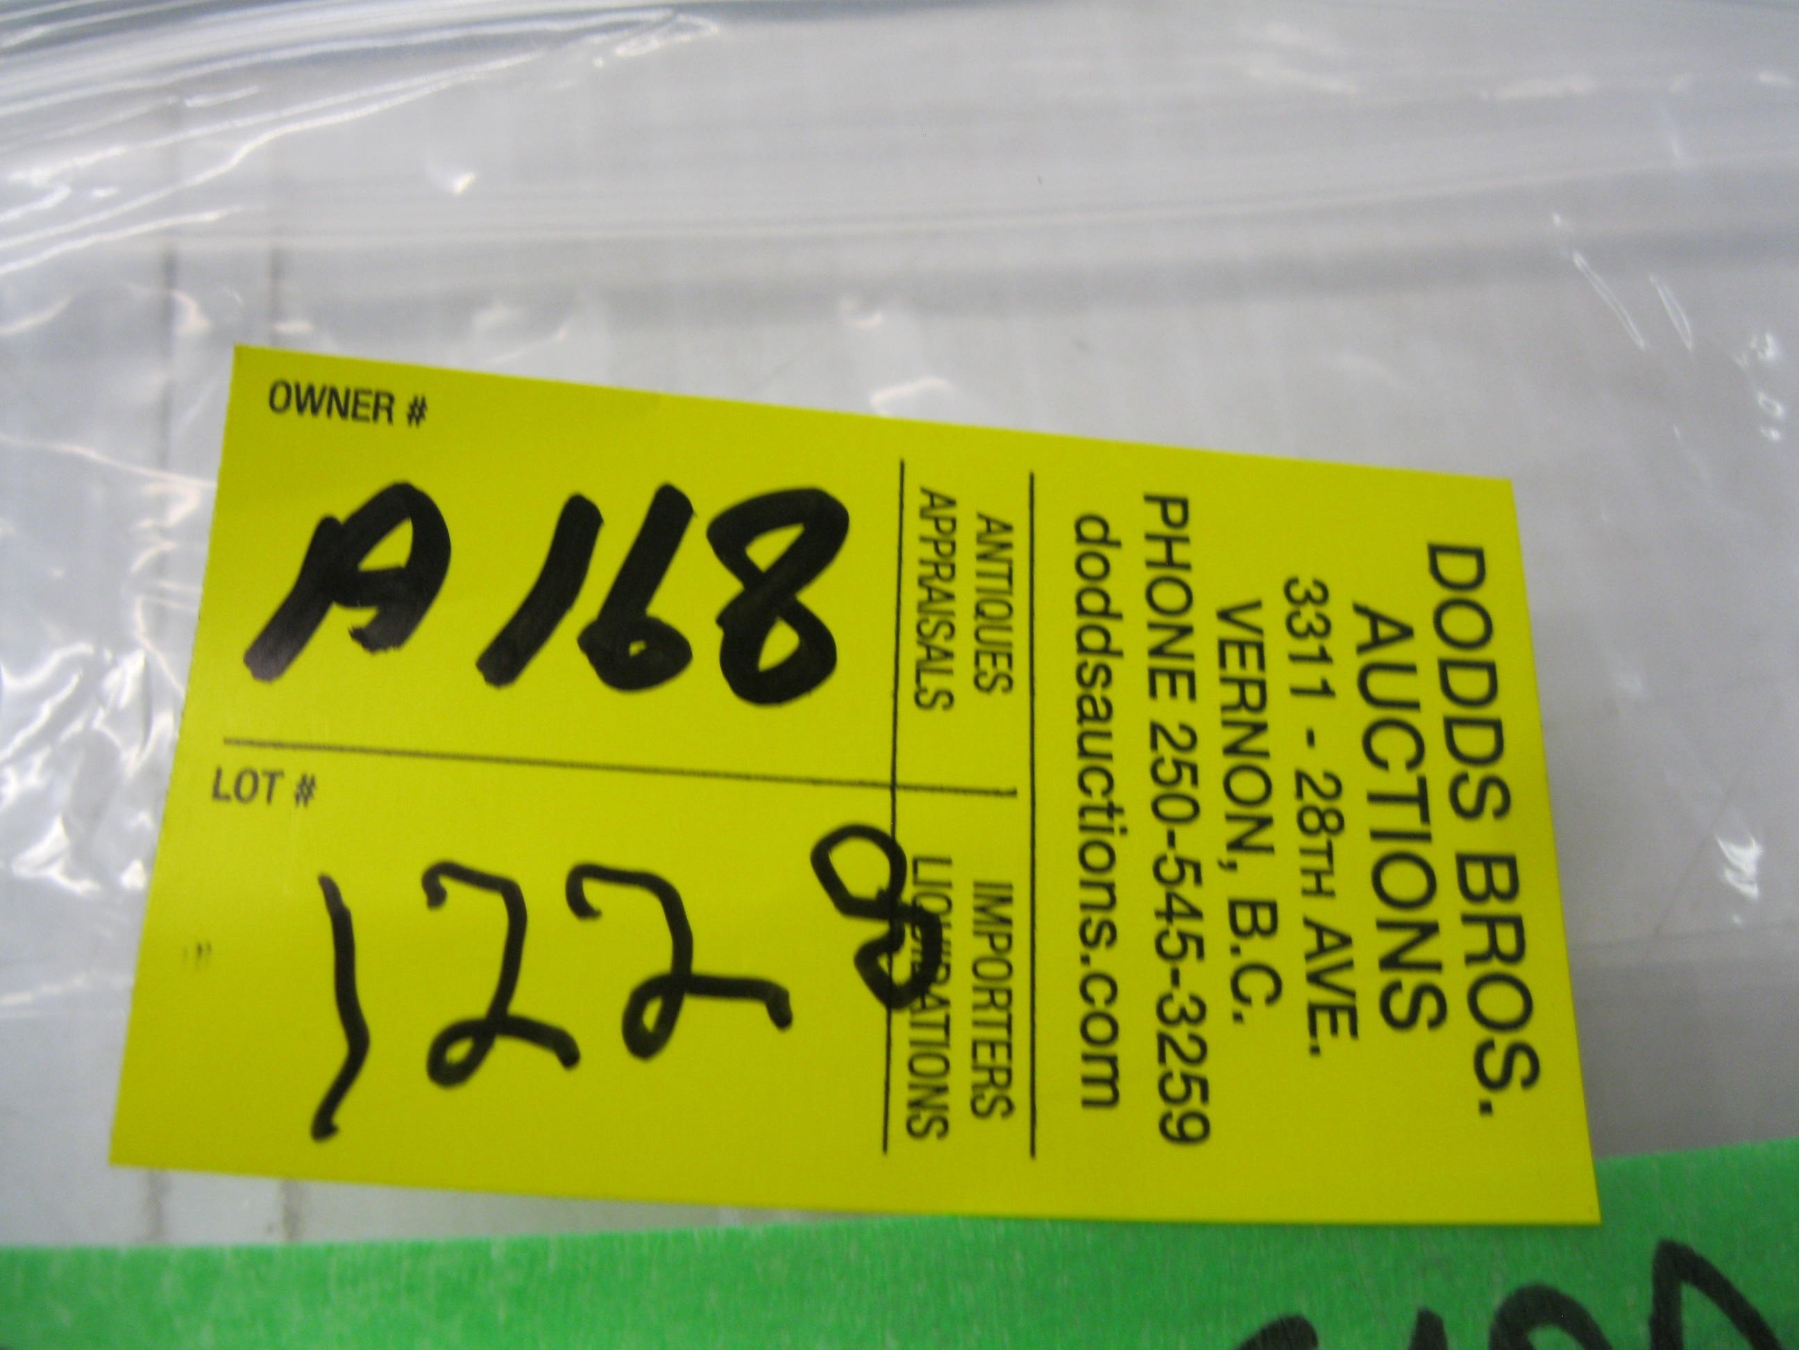 DODDS BROS.
AUCTIONS
3311 - 28TH AVE.
VERNON, B.C.
PHONE 250-545-3259
doddsauctions.com
ANTIQUES IMPORTERS
APPRAISALS LIQUIDATIONS
OWNER #
A168
LOT #
1228